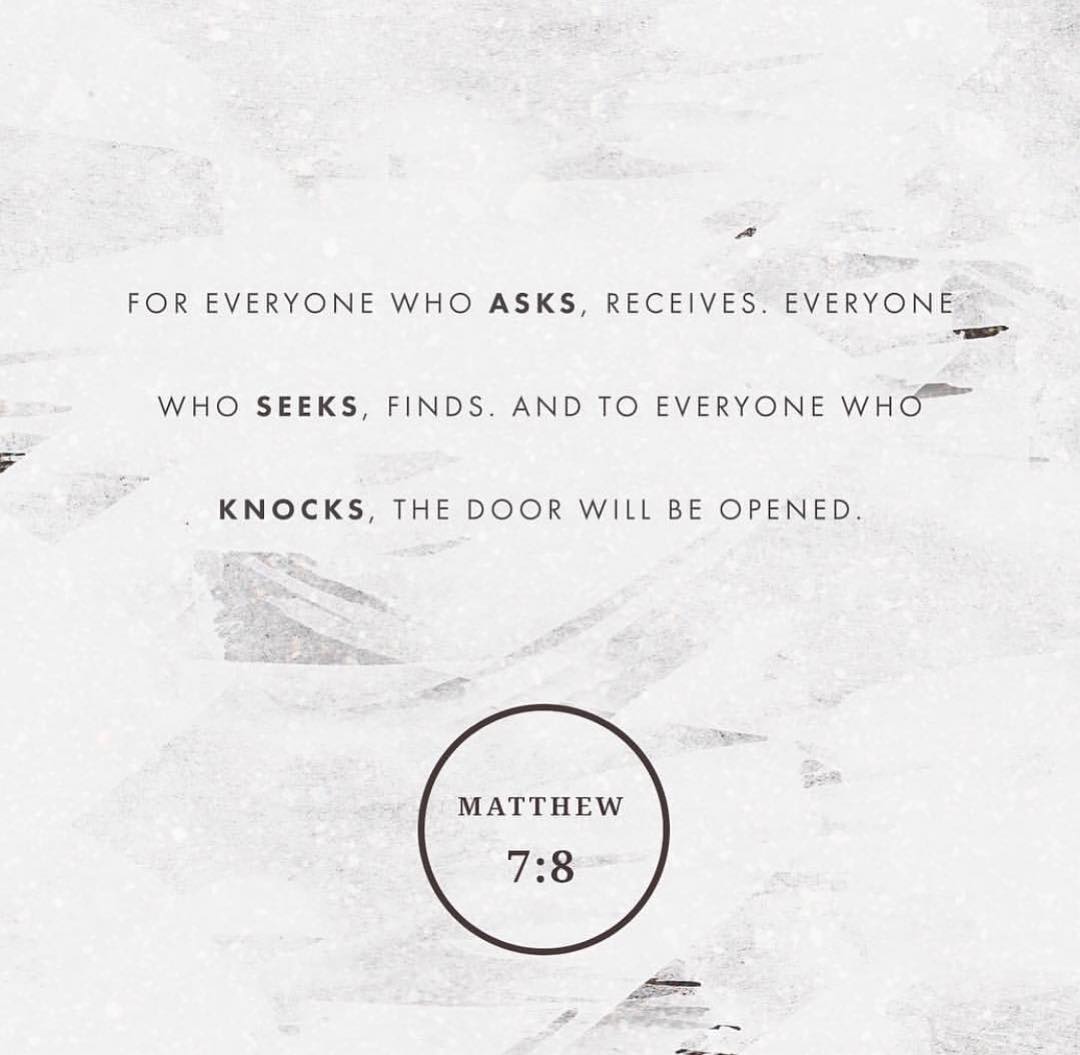 FOR EVERYONE WHO ASKS, RECEIVES. EVERYONE
WHO SEEKS, FINDS. AND TO EVERYONE WHO
KNOCKS, THE DOOR WILL BE OPENED.
MATTHEW
7:8